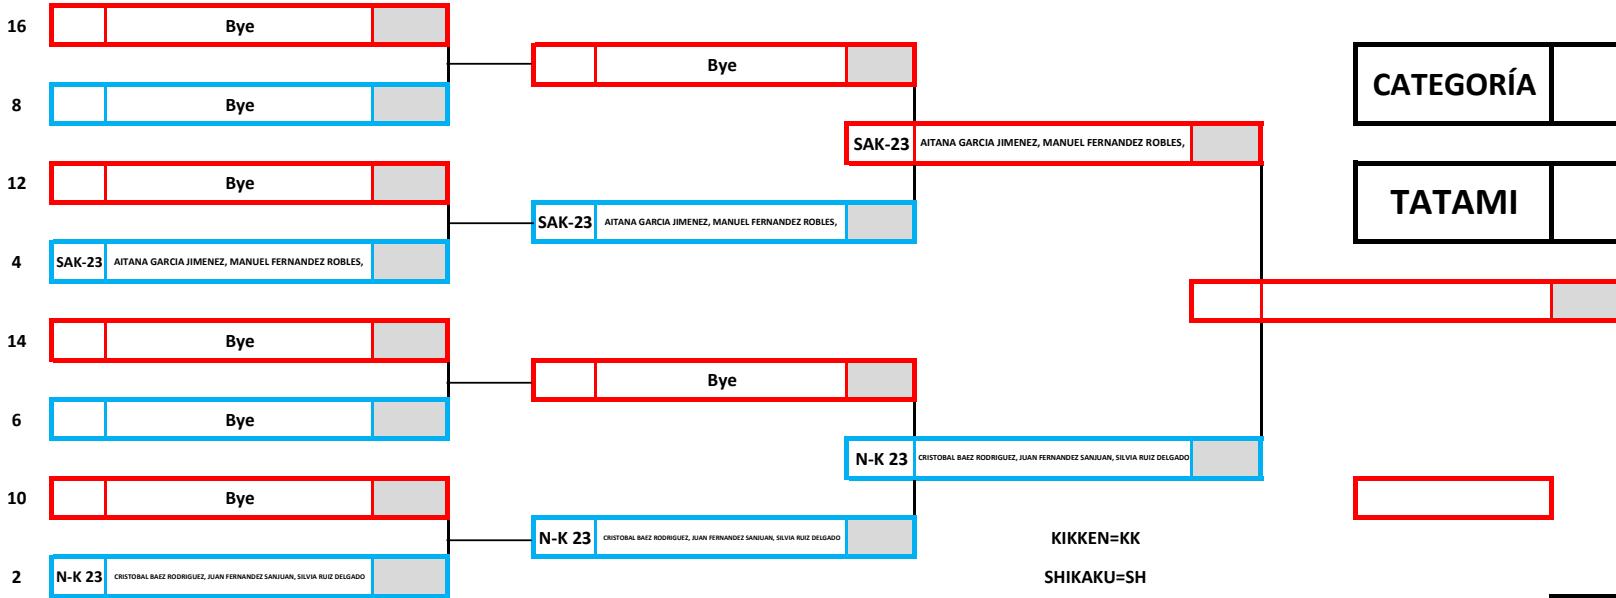 16 Bye
Bye
CATEGORÍA
8 Bye
SAK-23 AITANA GARCIA JIMENEZ, MANUEL FERNANDEZ ROBLES,
12 Bye
TATAMI
SAK-23 AITANA GARCIA JIMENEZ, MANUEL FERNANDEZ ROBLES,
4 SAK-23 AITANA GARCIA JIMENEZ, MANUEL FERNANDEZ ROBLES,
14 Bye
Bye
6 Bye
N-K 23 CRISTOBAL BAEZ RODRIGUEZ, JUAN FERNANDEZ SANJUAN, SILVIA RUIZ DELGADO
10 Bye
N-K 23 CRISTOBAL BAEZ RODRIGUEZ, JUAN FERNANDEZ SANJUAN, SILVIA RUIZ DELGADO
KIKKEN=KK
2 N-K 23 CRISTOBAL BAEZ RODRIGUEZ, JUAN FERNANDEZ SANJUAN, SILVIA RUIZ DELGADO
SHIKAKU=SH